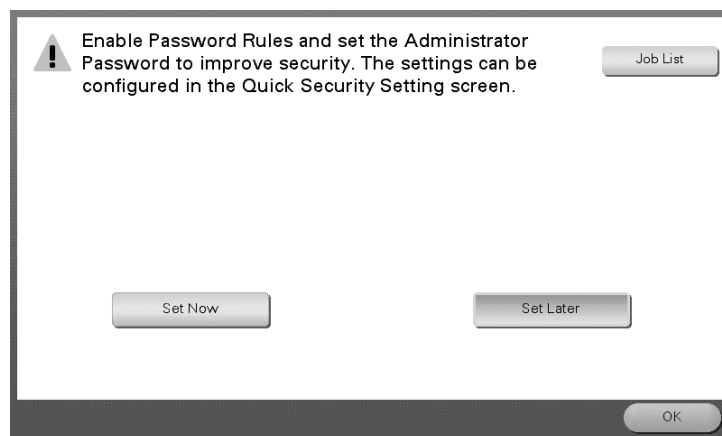 Enable Password Rules and set the Administrator
Password to improve security. The settings can be
configured in the Quick Security Setting screen.
Job List
Set Now
Set Later
OK